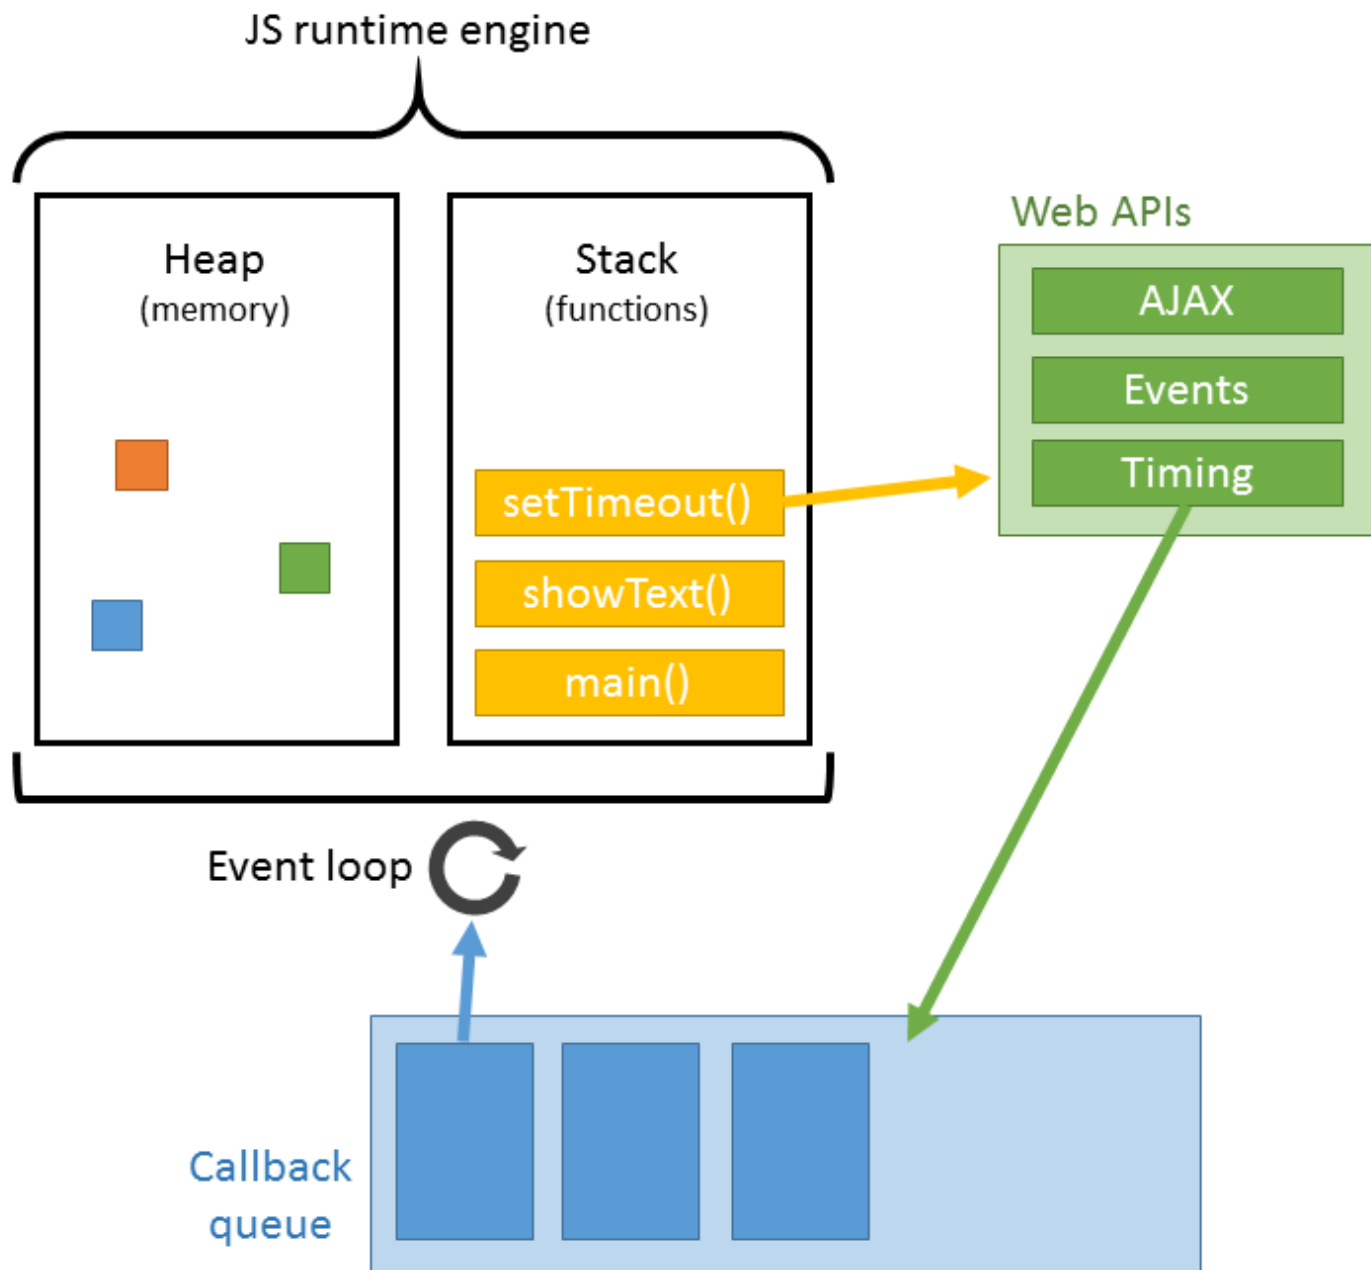 JS runtime engine
Heap
(memory)
Stack
(functions)
setTimeout()
showText()
main()
Web APIs
AJAX
Events
Timing
Event loop
Callback
queue